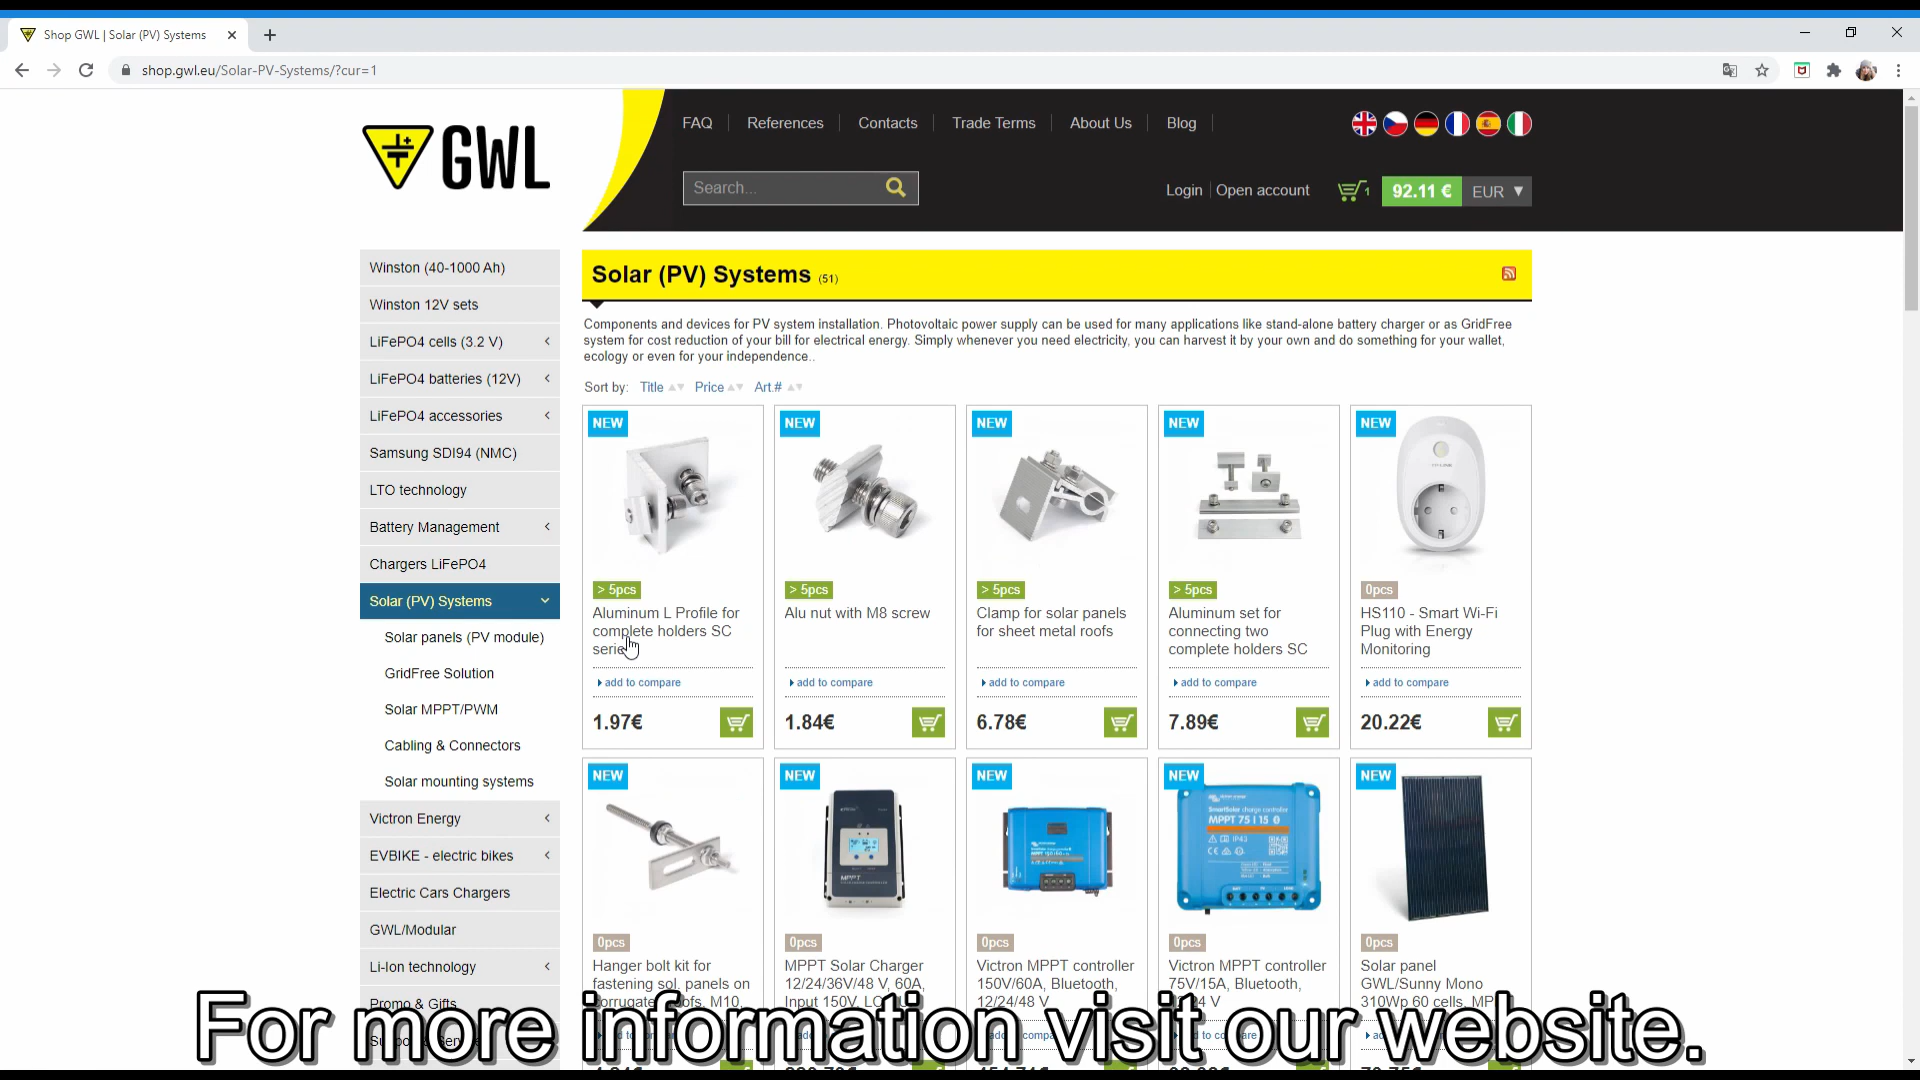 Shop GWL | Solar (PV) Systems
shop.gwl.eu/Solar-PV-Systems/?cur=1
GWL
FAQ
References
Contacts
Trade Terms
About Us
Blog
Search...
Login
Open account
1
92.11 €
EUR ▼
Winston (40-1000 Ah)
Winston 12V sets
LiFePO4 cells (3.2 V)
LiFePO4 batteries (12V)
LiFePO4 accessories
Samsung SDI94 (NMC)
LTO technology
Battery Management
Chargers LiFePO4
Solar (PV) Systems
Solar panels (PV module)
GridFree Solution
Solar MPPT/PWM
Cabling & Connectors
Solar mounting systems
Victron Energy
EVBIKE - electric bikes
Electric Cars Chargers
GWL/Modular
Li-Ion technology
Promo & Gifts
Solar (PV) Systems (51)
Components and devices for PV system installation. Photovoltaic power supply can be used for many applications like stand-alone battery charger or as GridFree
system for cost reduction of your bill for electrical energy. Simply whenever you need electricity, you can harvest it by your own and do something for your wallet,
ecology or even for your independence..
Sort by: Title Price Art.#
NEW
> 5pcs
Aluminum L Profile for
complete holders SC
series
add to compare
1.97€
NEW
> 5pcs
Alu nut with M8 screw
add to compare
1.84€
NEW
> 5pcs
Clamp for solar panels
for sheet metal roofs
add to compare
6.78€
NEW
> 5pcs
Aluminum set for
connecting two
complete holders SC
add to compare
7.89€
NEW
0pcs
HS110 - Smart Wi-Fi
Plug with Energy
Monitoring
add to compare
20.22€
NEW
0pcs
Hanger bolt kit for
fastening sol. panels on
NEW
MPPT
0pcs
MPPT Solar Charger
12/24/36V/48 V, 60A,
Input 150V,
NEW
0pcs
Victron MPPT controller
150V/60A, Bluetooth,
12/24/48 V
NEW
SmartSolar charge controller
MPPT 75 | 15
0pcs
Victron MPPT controller
75V/15A, Bluetooth,
NEW
0pcs
Solar panel
GWL/Sunny Mono
310Wp 60 cells,
For more information visit our website.